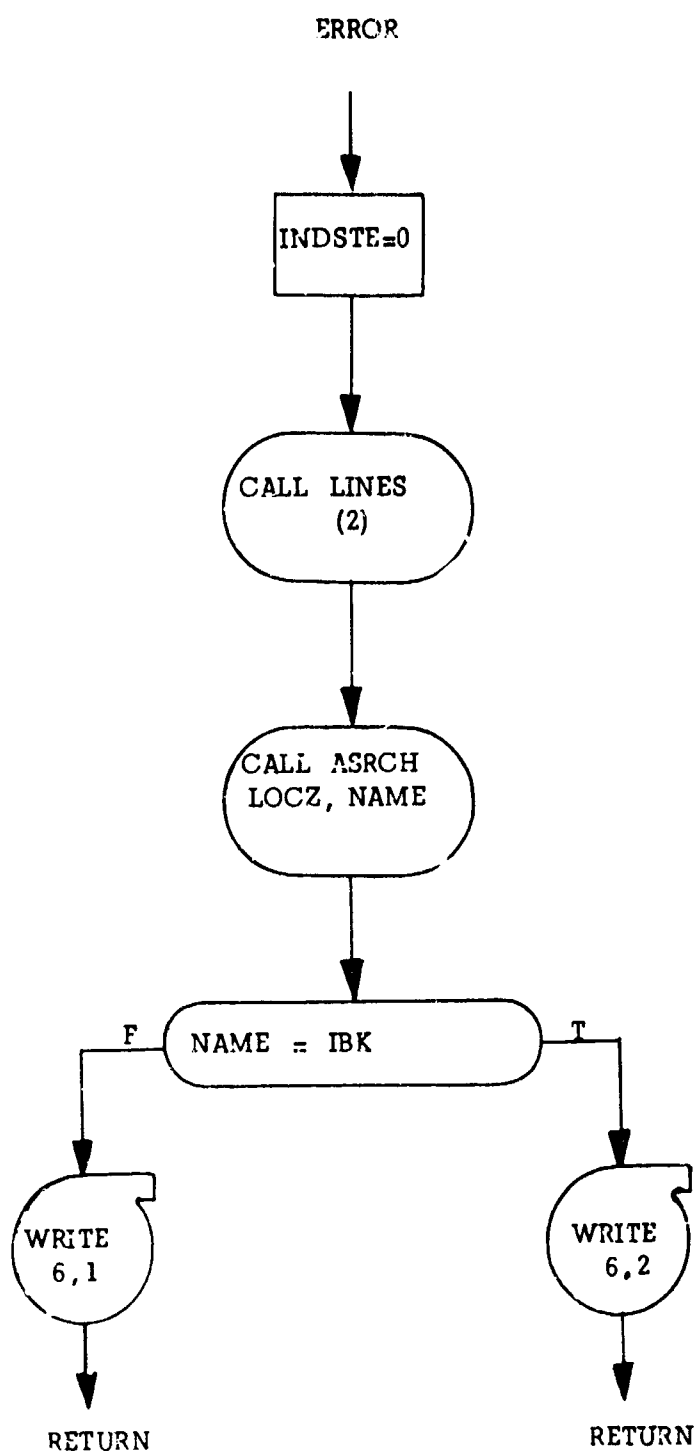 ERROR
INDSTE=0
CALL LINES
(2)
CALL ASRCH
LOCZ, NAME
F
NAME = IBK
T
WRITE
6,1
WRITE
6,2
RETURN
RETURN